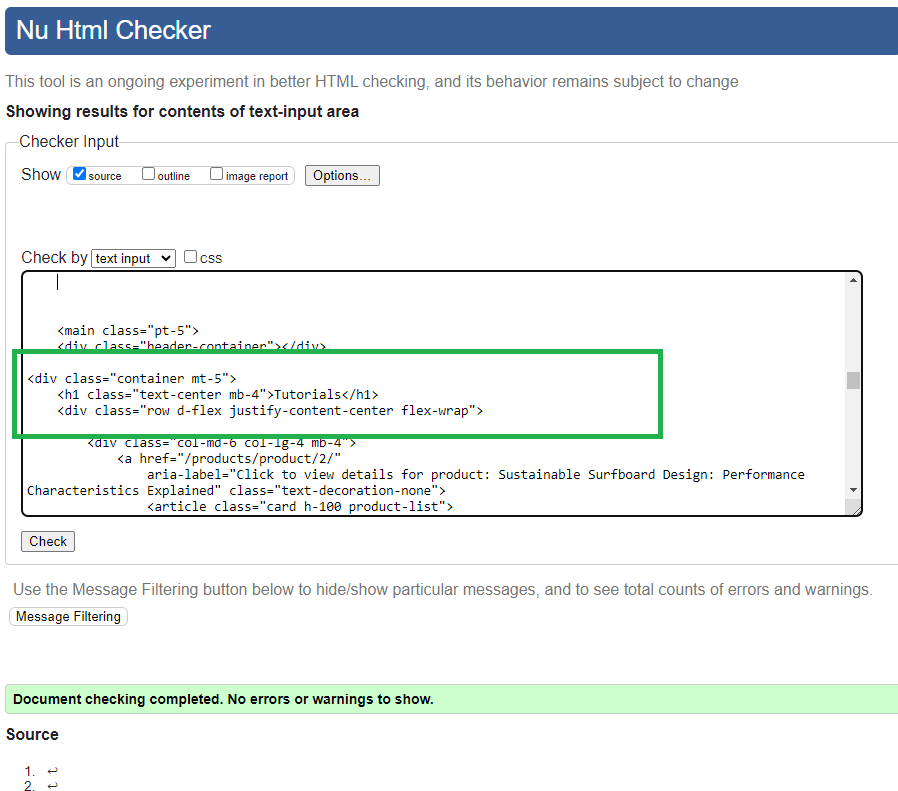 Nu Html Checker
This tool is an ongoing experiment in better HTML checking, and its behavior remains subject to change
Showing results for contents of text-input area
Checker Input
Show source outline image report Options...
Check by text input css
<main class="pt-5">
<div class="header-container"></div>
<div class="container mt-5">
<h1 class="text-center mb-4">Tutorials</h1>
<div class="row d-flex justify-content-center flex-wrap">
<div class="col-md-6 col-lg-4 mb-4">
<a href="/products/product/2/"
aria-label="Click to view details for product: Sustainable Surfboard Design: Performance
Characteristics Explained" class="text-decoration-none">
<article class="card h-100 product-list">
Check
Use the Message Filtering button below to hide/show particular messages, and to see total counts of errors and warnings.
Message Filtering
Document checking completed. No errors or warnings to show.
Source
1. ↩
2. ↩